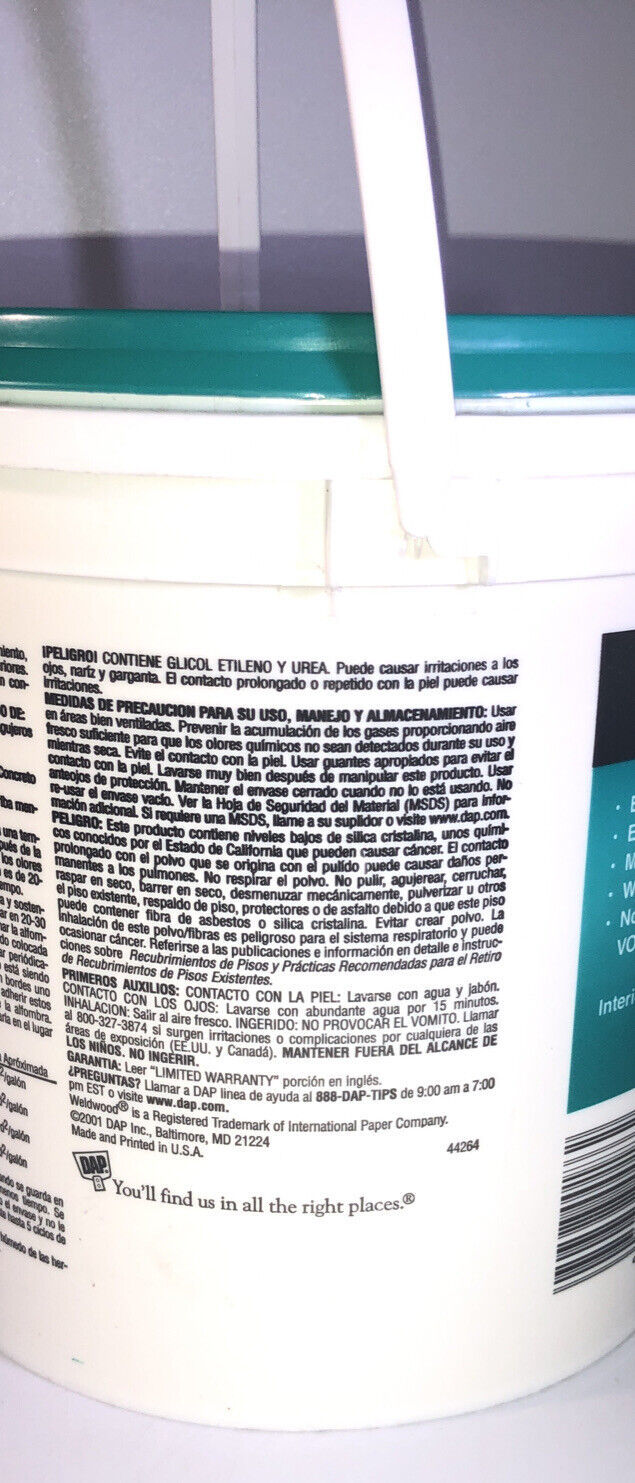 ¡PELIGRO! CONTIENE GLICOL ETILENO Y UREA. Puede causar irritaciones a los
ojos, naríz y garganta. El contacto prolongado o repetido con la piel puede causar
irritaciones.
MEDIDAS DE PRECAUCION PARA SU USO, MANEJO Y ALMACENAMIENTO: Usar
en áreas bien ventiladas. Prevenir la acumulación de los gases proporcionando aire
fresco suficiente para que los olores químicos no sean detectados durante su uso y
mientras seca. Evite el contacto con la piel. Usar guantes apropiados para evitar el
contacto con la piel. Lavarse muy bien después de manipular este producto. Usar
anteojos de protección. Mantener el envase cerrado cuando no lo está usando. No
re-usar el envase vacío. Ver la Hoja de Seguridad del Material (MSDS) para infor-
mación adicional. Si requiere una MSDS, llame a su suplidor o visite www.dap.com.
PELIGRO: Este producto contiene niveles bajos de silica cristalina, unos quími-
cos conocidos por el Estado de California que pueden causar cáncer. El contacto
prolongado con el polvo que se origina con el pulido puede causar daños per-
manentes a los pulmones. No respirar el polvo. No pulir, agujerear, cerruchar,
raspar en seco, barrer en seco, desmenuzar mecánicamente, pulverizar u otros
el piso existente, respaldo de piso, protectores o de asfalto debido a que este piso
puede contener fibra de asbestos o silica cristalina. Evitar crear polvo. La
inhalación de este polvo/fibras es peligroso para el sistema respiratorio y puede
ocasionar cáncer. Referirse a las publicaciones e información en detalle e instruc-
ciones sobre Recubrimientos de Pisos y Prácticas Recomendadas para el Retiro
de Recubrimientos de Pisos Existentes.
PRIMEROS AUXILIOS: CONTACTO CON LA PIEL: Lavarse con agua y jabón.
CONTACTO CON LOS OJOS: Lavarse con abundante agua por 15 minutos.
INHALACION: Salir al aire fresco. INGERIDO: NO PROVOCAR EL VOMITO. Llamar
al 800-327-3874 si surgen irritaciones o complicaciones por cualquiera de las
áreas de exposición (EE.UU. y Canadá). MANTENER FUERA DEL ALCANCE DE
LOS NIÑOS. NO INGERIR.
GARANTIA: Leer "LIMITED WARRANTY" porción en inglés.
¿PREGUNTAS? Llamar a DAP linea de ayuda al 888-DAP-TIPS de 9:00 am a 7:00
pm EST o visite www.dap.com.
Weldwood® is a Registered Trademark of International Paper Company.
©2001 DAP Inc., Baltimore, MD 21224
Made and Printed in U.S.A. 44264
DAP
You'll find us in all the right places.®
Aproximada
²/galón
²/galón
²/galón
²/galón
Interi